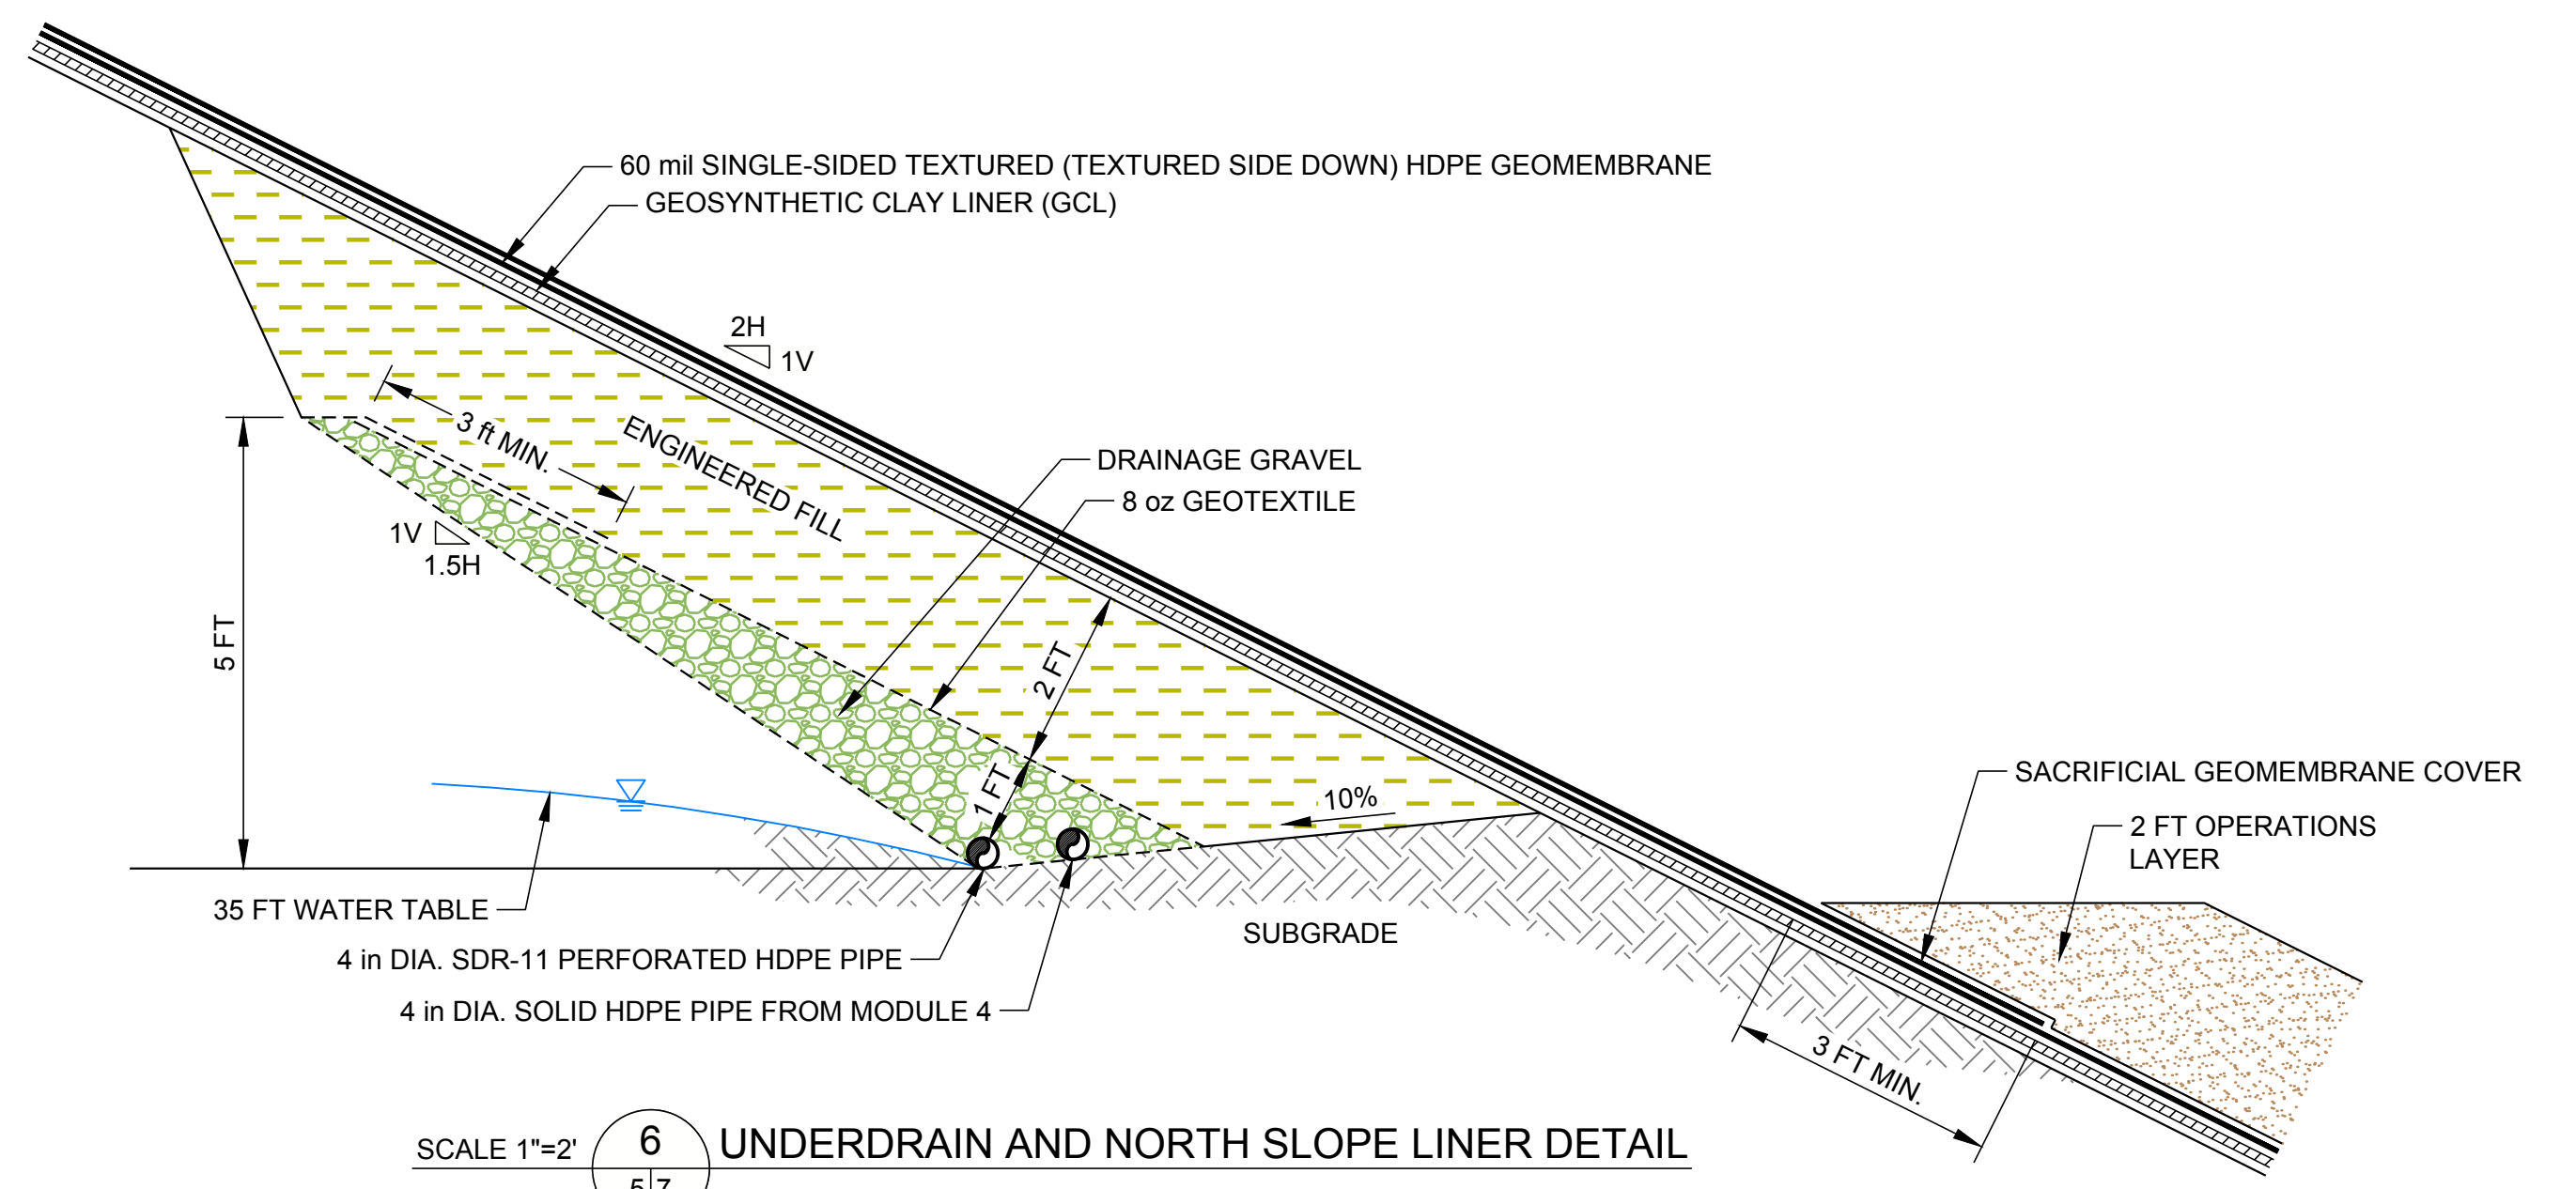 60 mil SINGLE-SIDED TEXTURED (TEXTURED SIDE DOWN) HDPE GEOMEMBRANE
GEOSYNTHETIC CLAY LINER (GCL)
2H
1V
3 ft MIN.
ENGINEERED FILL
DRAINAGE GRAVEL
8 oz GEOTEXTILE
1V
1.5H
5 FT
2 FT
1 FT
10%
SACRIFICIAL GEOMEMBRANE COVER
2 FT OPERATIONS
LAYER
35 FT WATER TABLE
SUBGRADE
4 in DIA. SDR-11 PERFORATED HDPE PIPE
4 in DIA. SOLID HDPE PIPE FROM MODULE 4
3 FT MIN.
SCALE 1"=2'
6
UNDERDRAIN AND NORTH SLOPE LINER DETAIL
5|7